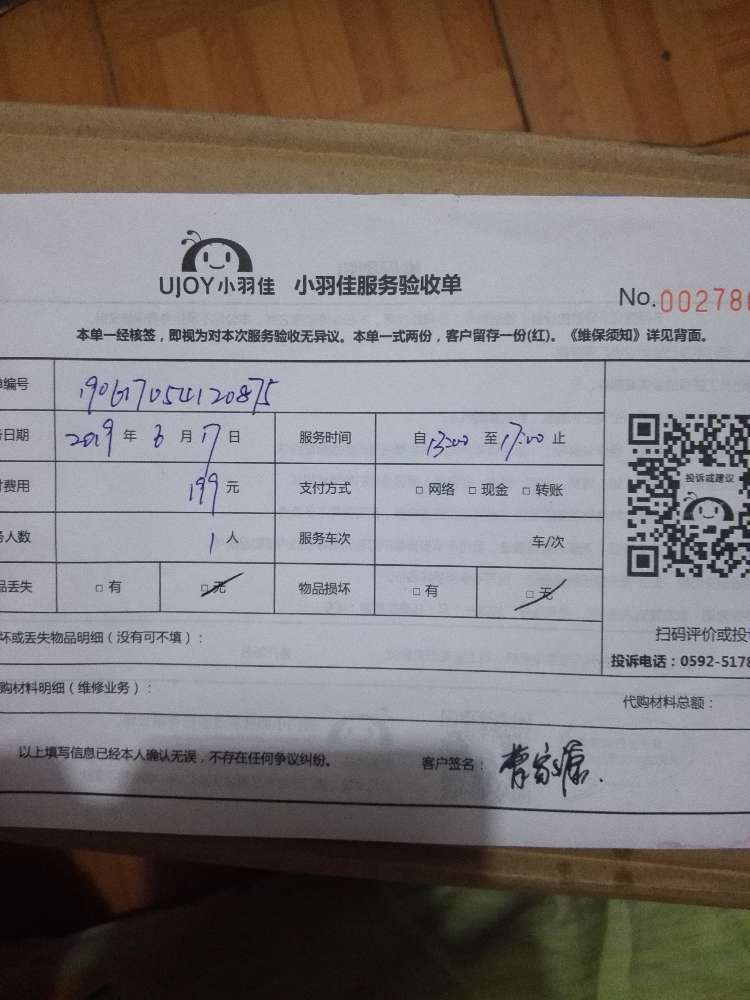 UJOY小羽佳 小羽佳服务验收单
No.00278
本单一经核签，即视为对本次服务验收无异议。本单一式两份，客户留存一份(红)。《维保须知》详见背面。
编号 190617054120875
日期 2019 年 6 月 17 日 服务时间 自 13:00 至 17:00 止
费用 199 元 支付方式 □ 网络 □ 现金 □ 转账
人数 1 人 服务车次 车/次
品丢失 □ 有 □ 无 物品损坏 □ 有 □ 无
投诉或建议
坏或丢失物品明细（没有可不填）：
扫码评价或投
投诉电话：0592-5178
购材料明细（维修业务）：
代购材料总额：
以上填写信息已经本人确认无误，不存在任何争议纠纷。 客户签名：